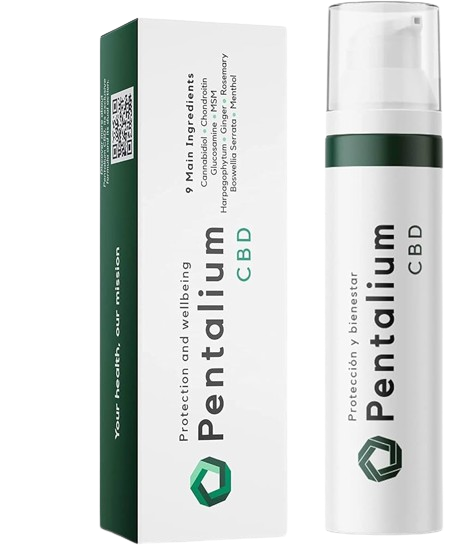 Your health, our mission
Protection and wellbeing
Pentalium
CBD
9 Main Ingredients
Cannabidiol • Chondroitin
Glucosamine • MSM
Harpagophytum • Ginger • Rosemary
Boswellia Serrata • Menthol
Protección y bienestar
Pentalium
CBD